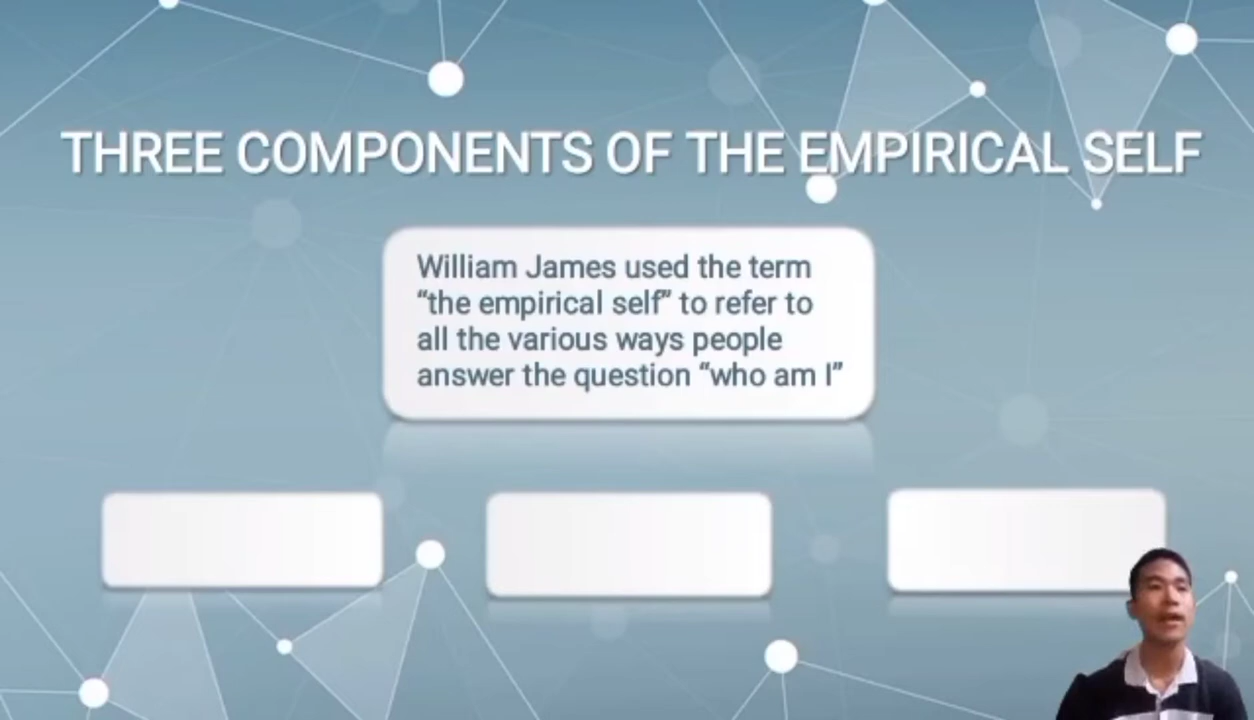 THREE COMPONENTS OF THE EMPIRICAL SELF
William James used the term
“the empirical self” to refer to
all the various ways people
answer the question “who am I”